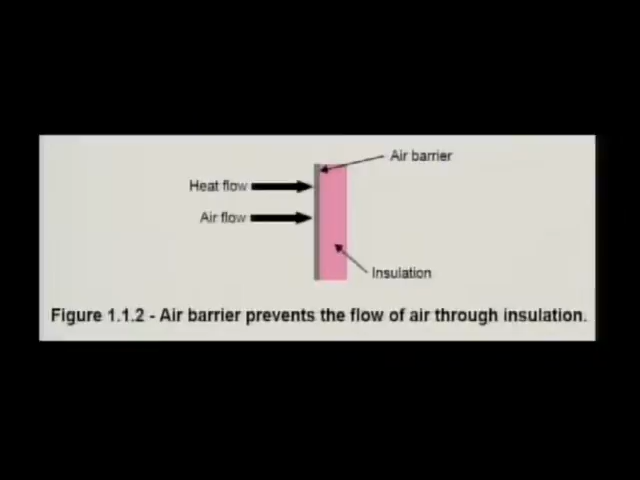 Air barrier
Heat flow
Air flow
Insulation
Figure 1.1.2 - Air barrier prevents the flow of air through insulation.